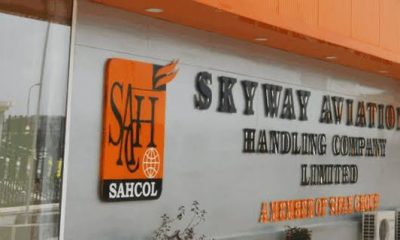 SAHCOL
SKYWAY AVIATION
HANDLING COMPANY
LIMITED
A MEMBER OF SIFAX GROUP